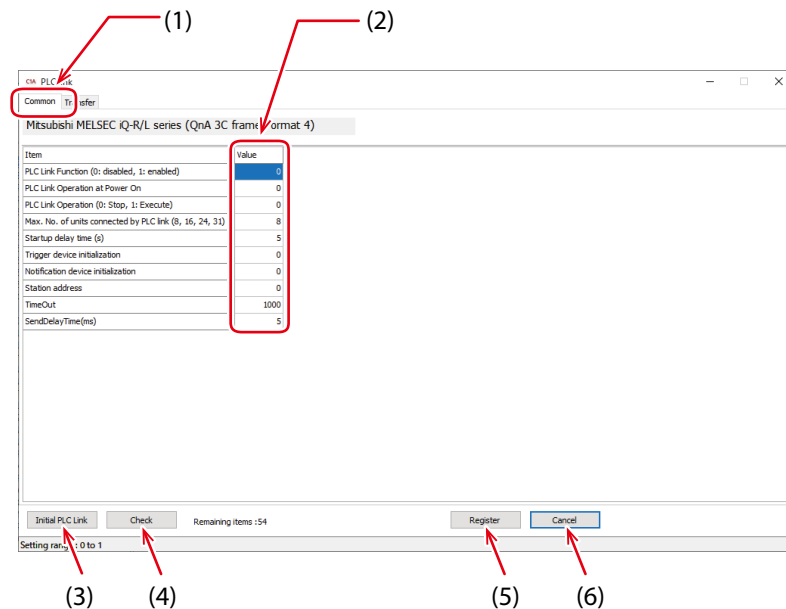 (1) (2)
CIA PLC Link
Common Transfer
Mitsubishi MELSEC iQ-R/L series (QnA 3C frame Format 4)
Item Value
PLC Link Function (0: disabled, 1: enabled) 0
PLC Link Operation at Power On 0
PLC Link Operation (0: Stop, 1: Execute) 0
Max. No. of units connected by PLC link (8, 16, 24, 31) 8
Startup delay time (s) 5
Trigger device initialization 0
Notification device initialization 0
Station address 0
TimeOut 1000
SendDelayTime(ms) 5
Initial PLC Link Check Remaining items :54 Register Cancel
Setting range : 0 to 1
(3) (4) (5) (6)